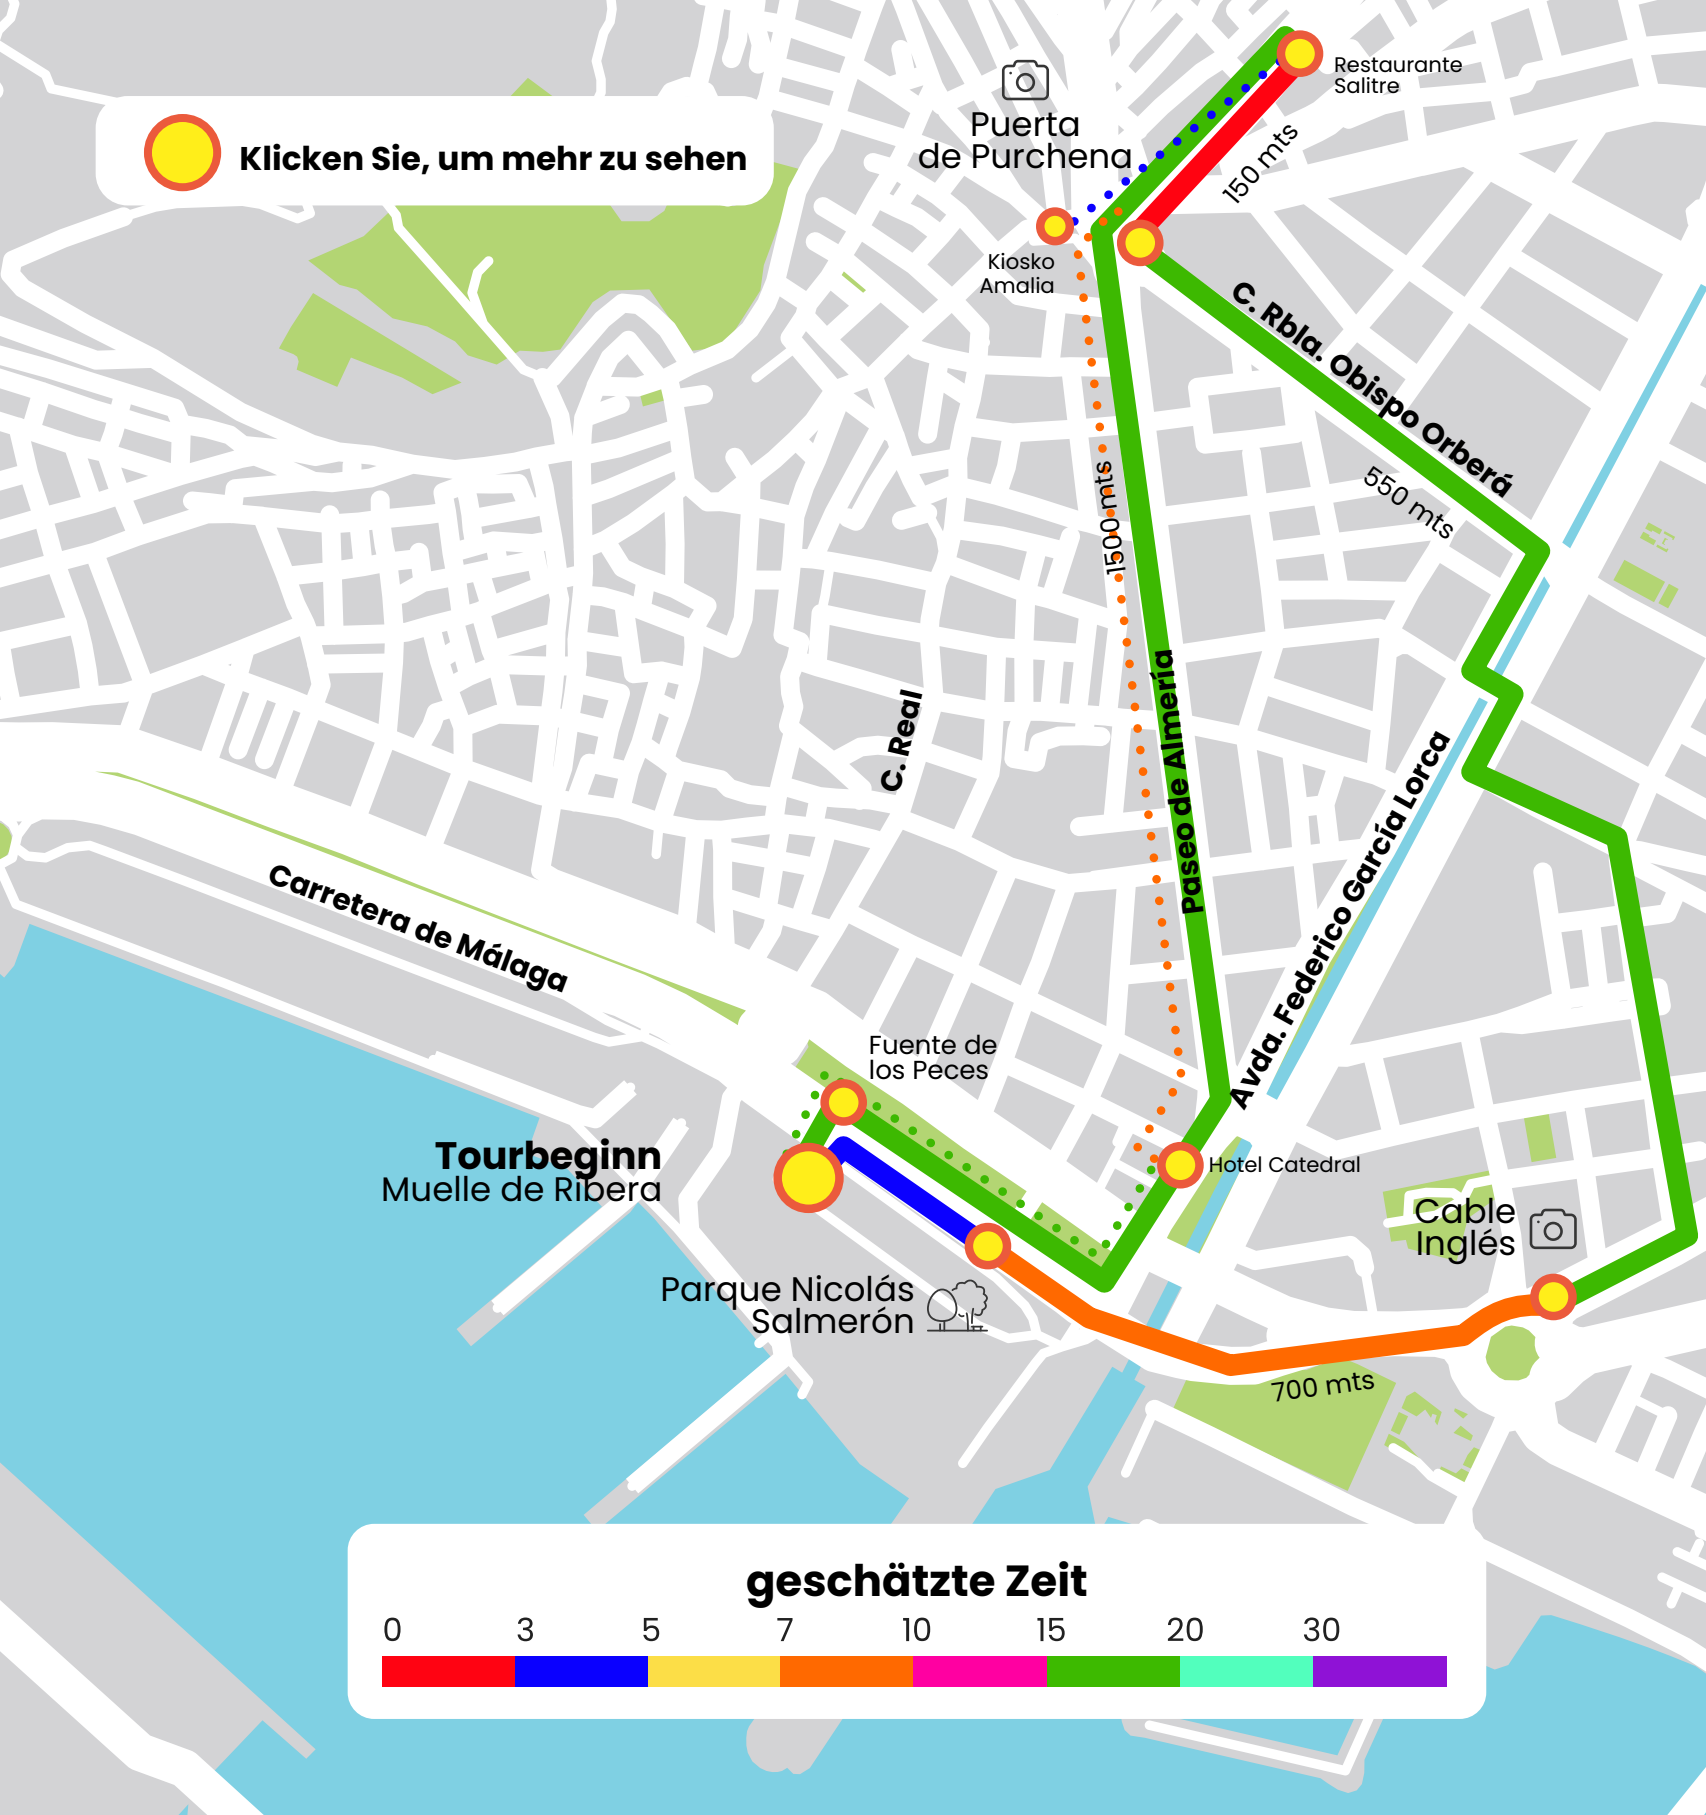 Klicken Sie, um mehr zu sehen
Restaurante
Salitre
Puerta
de Purchena
150 mts
Kiosko
Amalia
C. Rbla. Obispo Orberá
550 mts
1500 mts
Paseo de Almería
C. Real
Avda. Federico García Lorca
Carretera de Málaga
Fuente de
los Peces
Tourbeginn
Muelle de Ribera
Hotel Catedral
Cable
Inglés
Parque Nicolás
Salmerón
700 mts
geschätzte Zeit
0 3 5 7 10 15 20 30